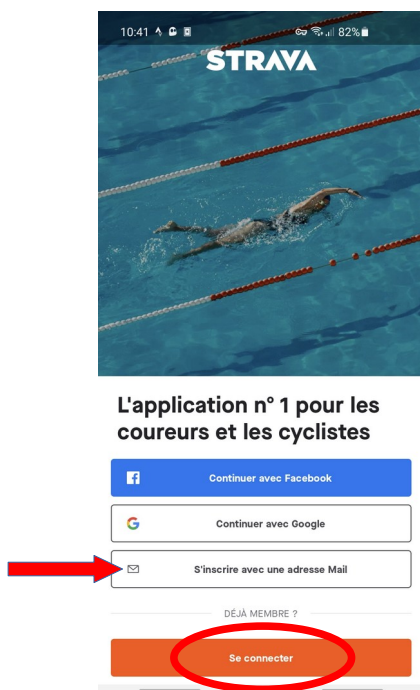 10:41
82%
STRAVA
L'application n° 1 pour les
coureurs et les cyclistes
Continuer avec Facebook
Continuer avec Google
S'inscrire avec une adresse Mail
DÉJÀ MEMBRE ?
Se connecter